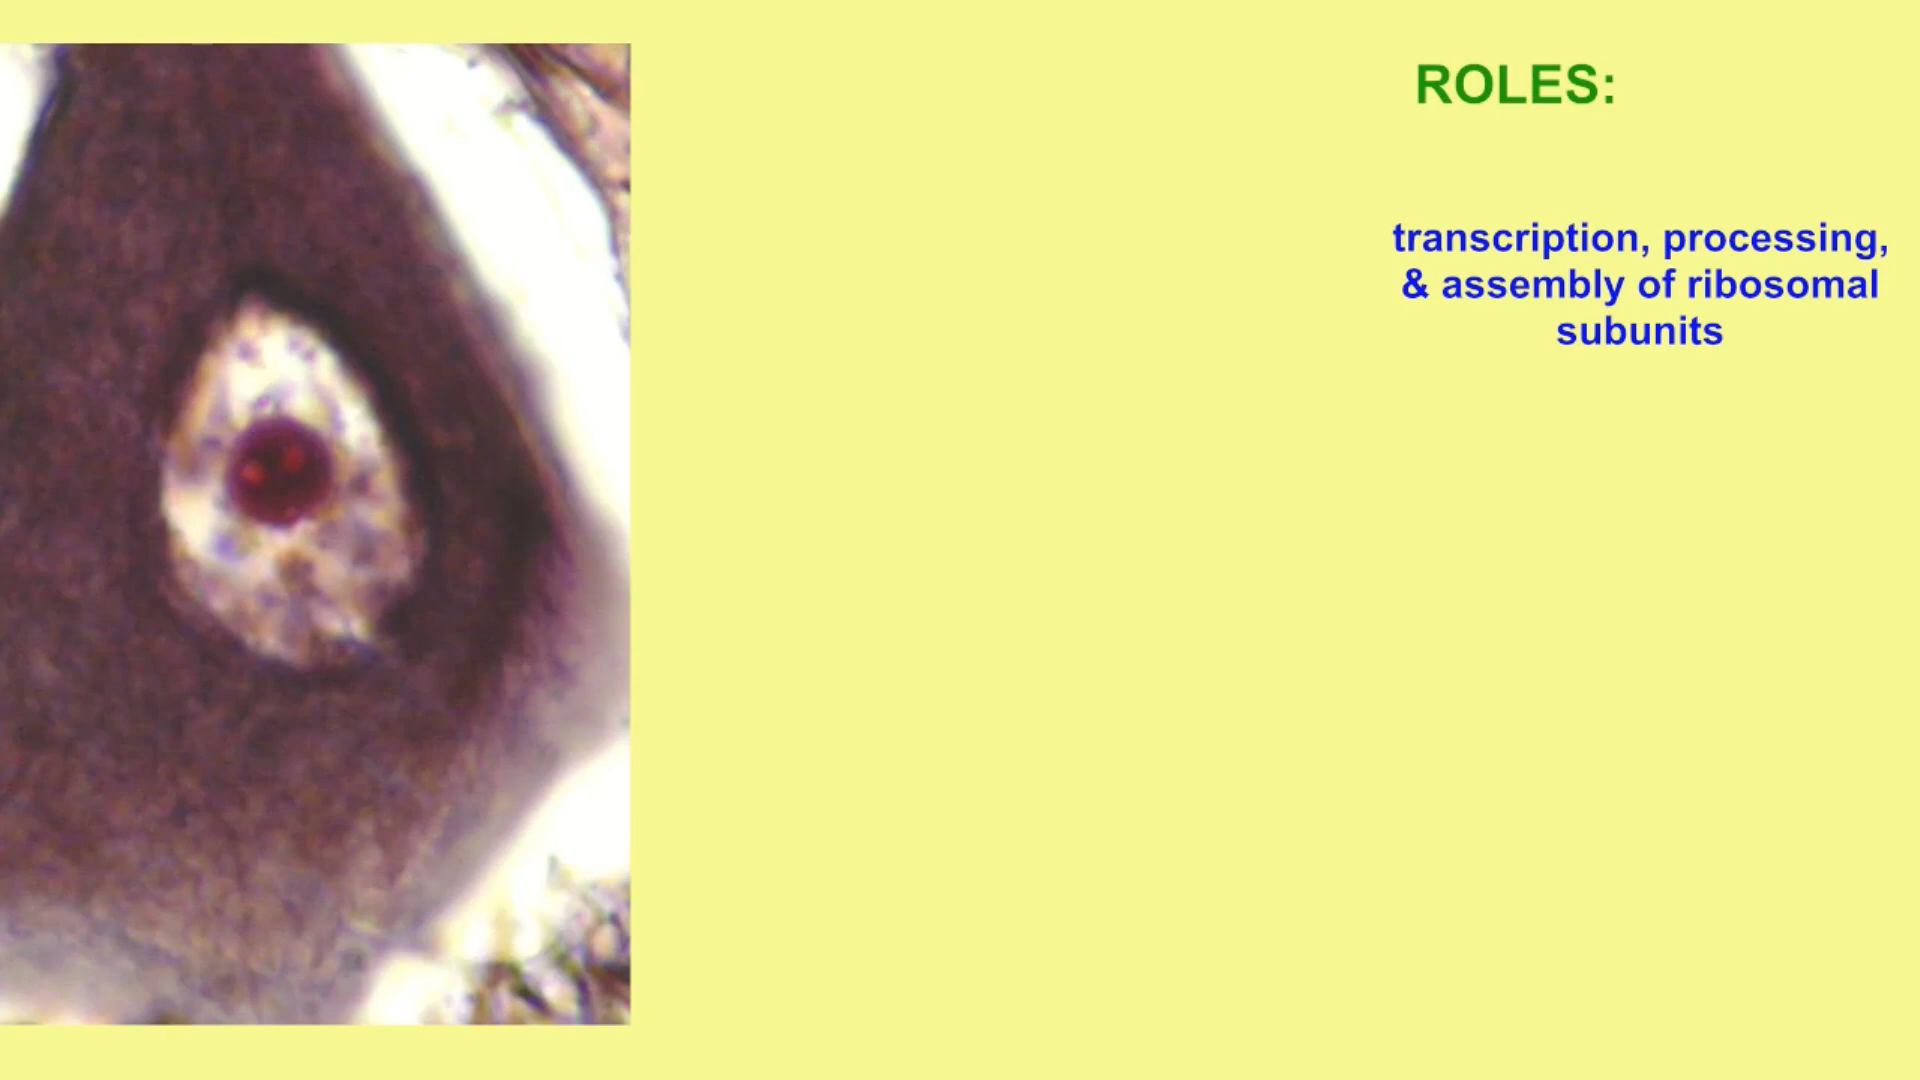 ROLES:
transcription, processing,
& assembly of ribosomal
subunits